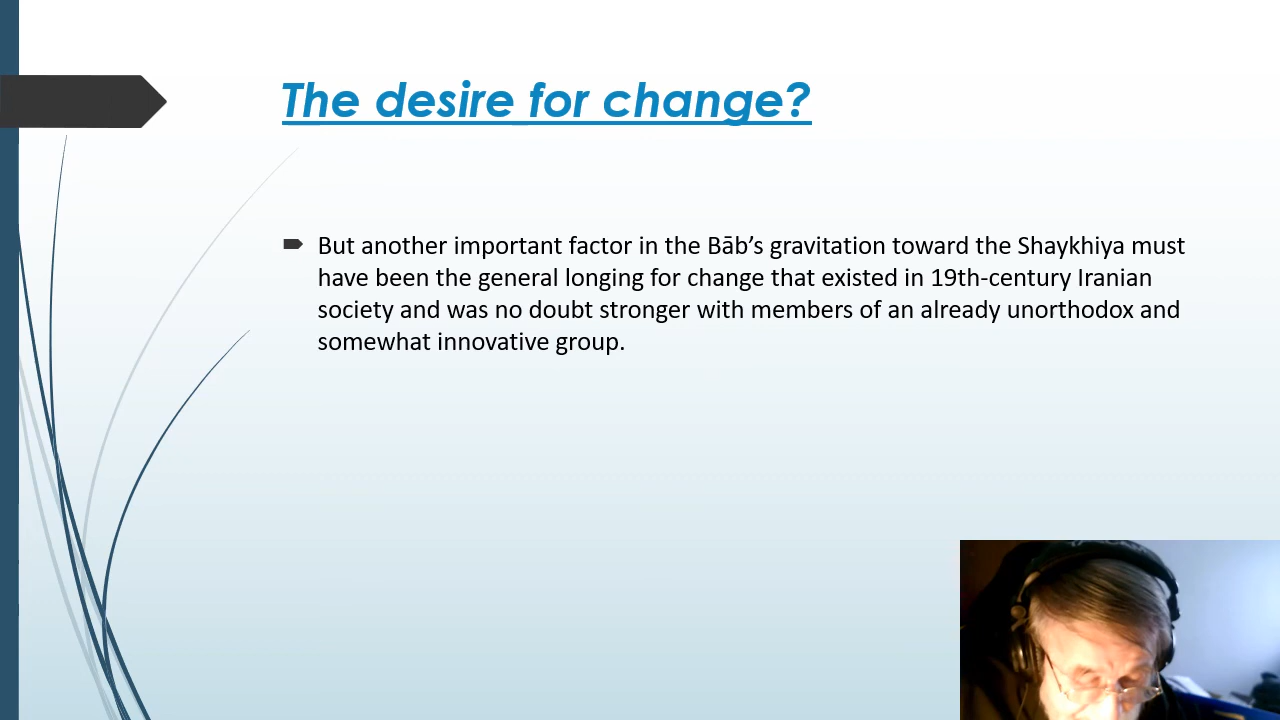 The desire for change?
But another important factor in the Bāb’s gravitation toward the Shaykhiya must
have been the general longing for change that existed in 19th-century Iranian
society and was no doubt stronger with members of an already unorthodox and
somewhat innovative group.